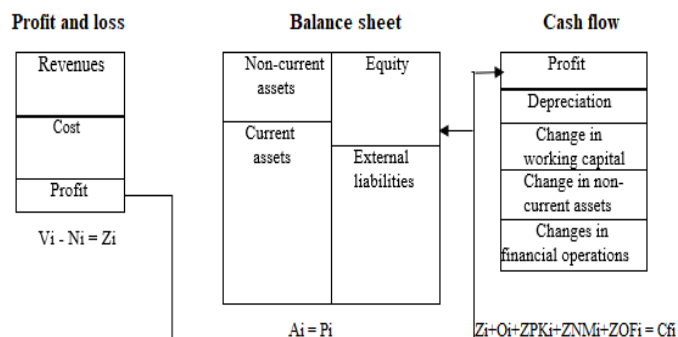 Profit and loss
Revenues
Cost
Profit
Vi - Ni = Zi
Balance sheet
Non-current
assets
Current
assets
Equity
External
liabilities
Ai = Pi
Cash flow
Profit
Depreciation
Change in
working capital
Change in non-
current assets
Changes in
financial operations
Zi+Oi+ZPKi+ZNMi+ZOFi = Cfi